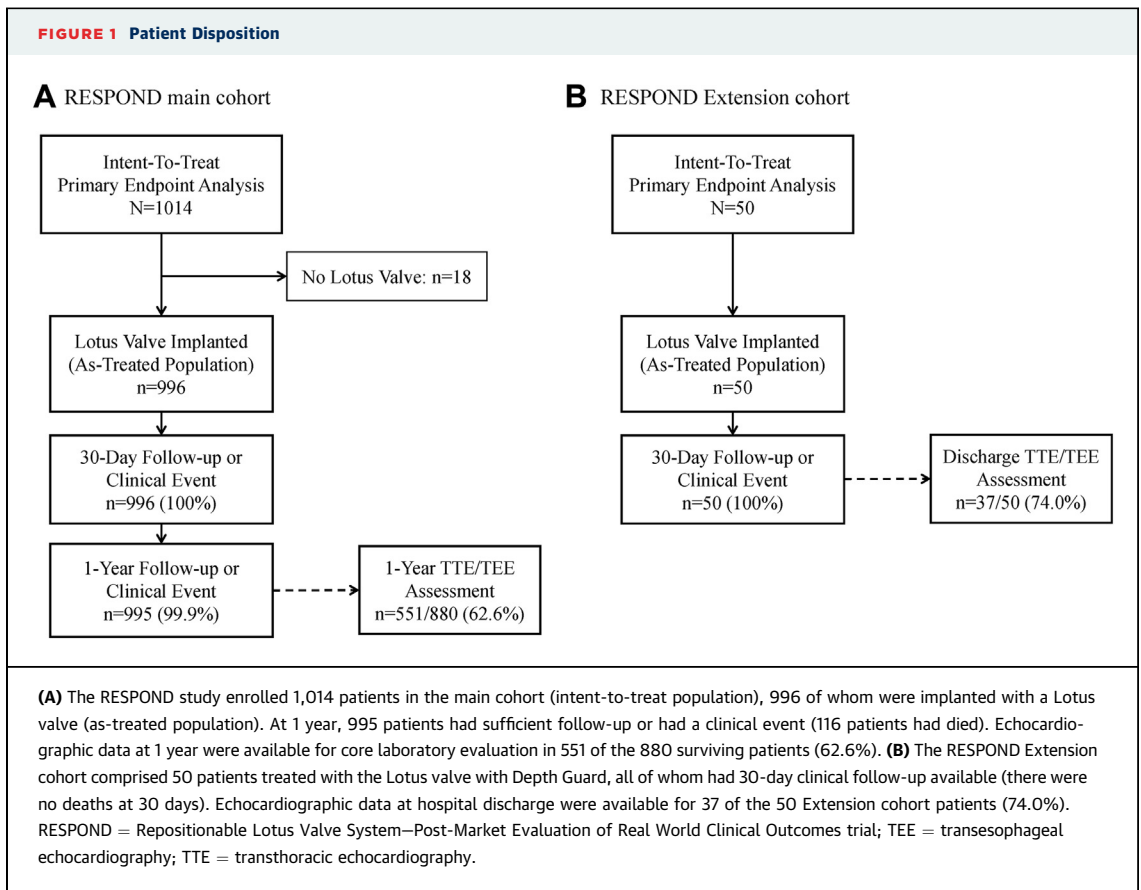 FIGURE 1 Patient Disposition
A RESPOND main cohort
Intent-To-Treat
Primary Endpoint Analysis
N=1014
No Lotus Valve: n=18
Lotus Valve Implanted
(As-Treated Population)
n=996
30-Day Follow-up or
Clinical Event
n=996 (100%)
1-Year Follow-up or
Clinical Event
n=995 (99.9%)
1-Year TTE/TEE
Assessment
n=551/880 (62.6%)
B RESPOND Extension cohort
Intent-To-Treat
Primary Endpoint Analysis
N=50
Lotus Valve Implanted
(As-Treated Population)
n=50
30-Day Follow-up or
Clinical Event
n=50 (100%)
Discharge TTE/TEE
Assessment
n=37/50 (74.0%)
(A) The RESPOND study enrolled 1,014 patients in the main cohort (intent-to-treat population), 996 of whom were implanted with a Lotus
valve (as-treated population). At 1 year, 995 patients had sufficient follow-up or had a clinical event (116 patients had died). Echocardio-
graphic data at 1 year were available for core laboratory evaluation in 551 of the 880 surviving patients (62.6%). (B) The RESPOND Extension
cohort comprised 50 patients treated with the Lotus valve with Depth Guard, all of whom had 30-day clinical follow-up available (there were
no deaths at 30 days). Echocardiographic data at hospital discharge were available for 37 of the 50 Extension cohort patients (74.0%).
RESPOND = Repositionable Lotus Valve System–Post-Market Evaluation of Real World Clinical Outcomes trial; TEE = transesophageal
echocardiography; TTE = transthoracic echocardiography.